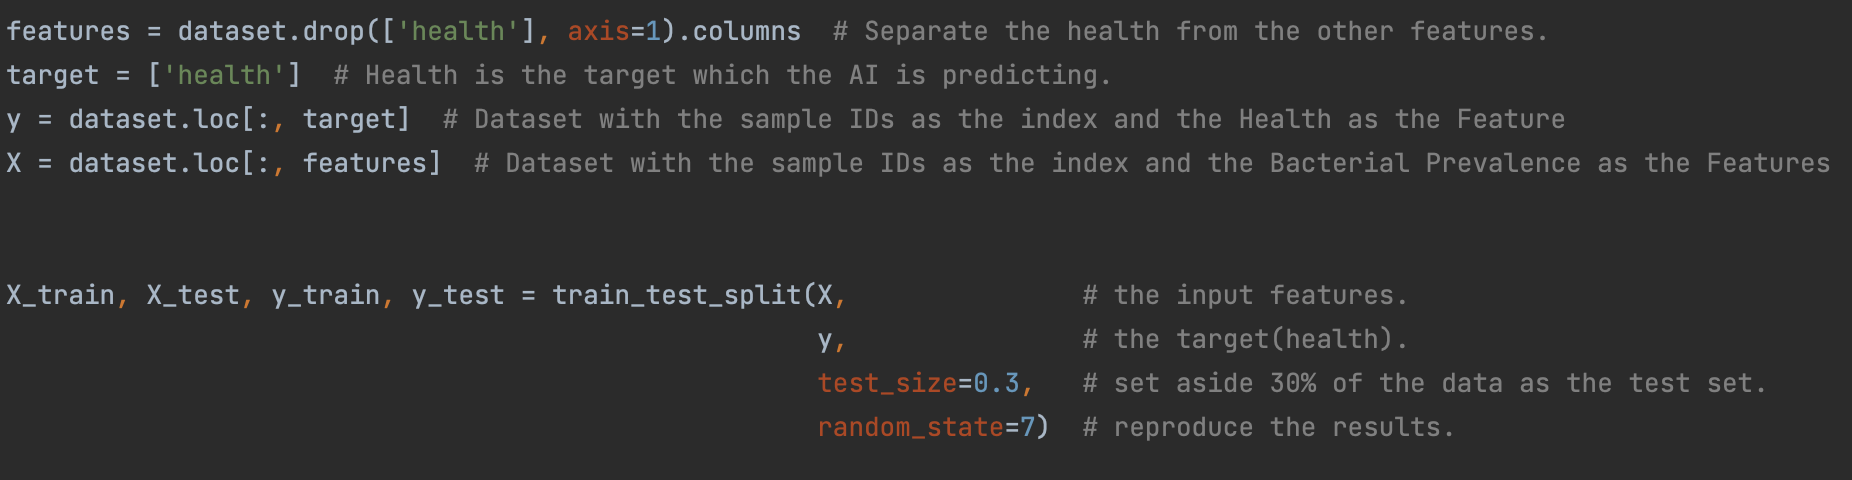 features = dataset.drop(['health'], axis=1).columns  # Separate the health from the other features.
target = ['health']  # Health is the target which the AI is predicting.
y = dataset.loc[:, target]  # Dataset with the sample IDs as the index and the Health as the Feature
X = dataset.loc[:, features]  # Dataset with the sample IDs as the index and the Bacterial Prevalence as the Features
X_train, X_test, y_train, y_test = train_test_split(X,               # the input features.
                                                    y,               # the target(health).
                                                    test_size=0.3,   # set aside 30% of the data as the test set.
                                                    random_state=7)  # reproduce the results.